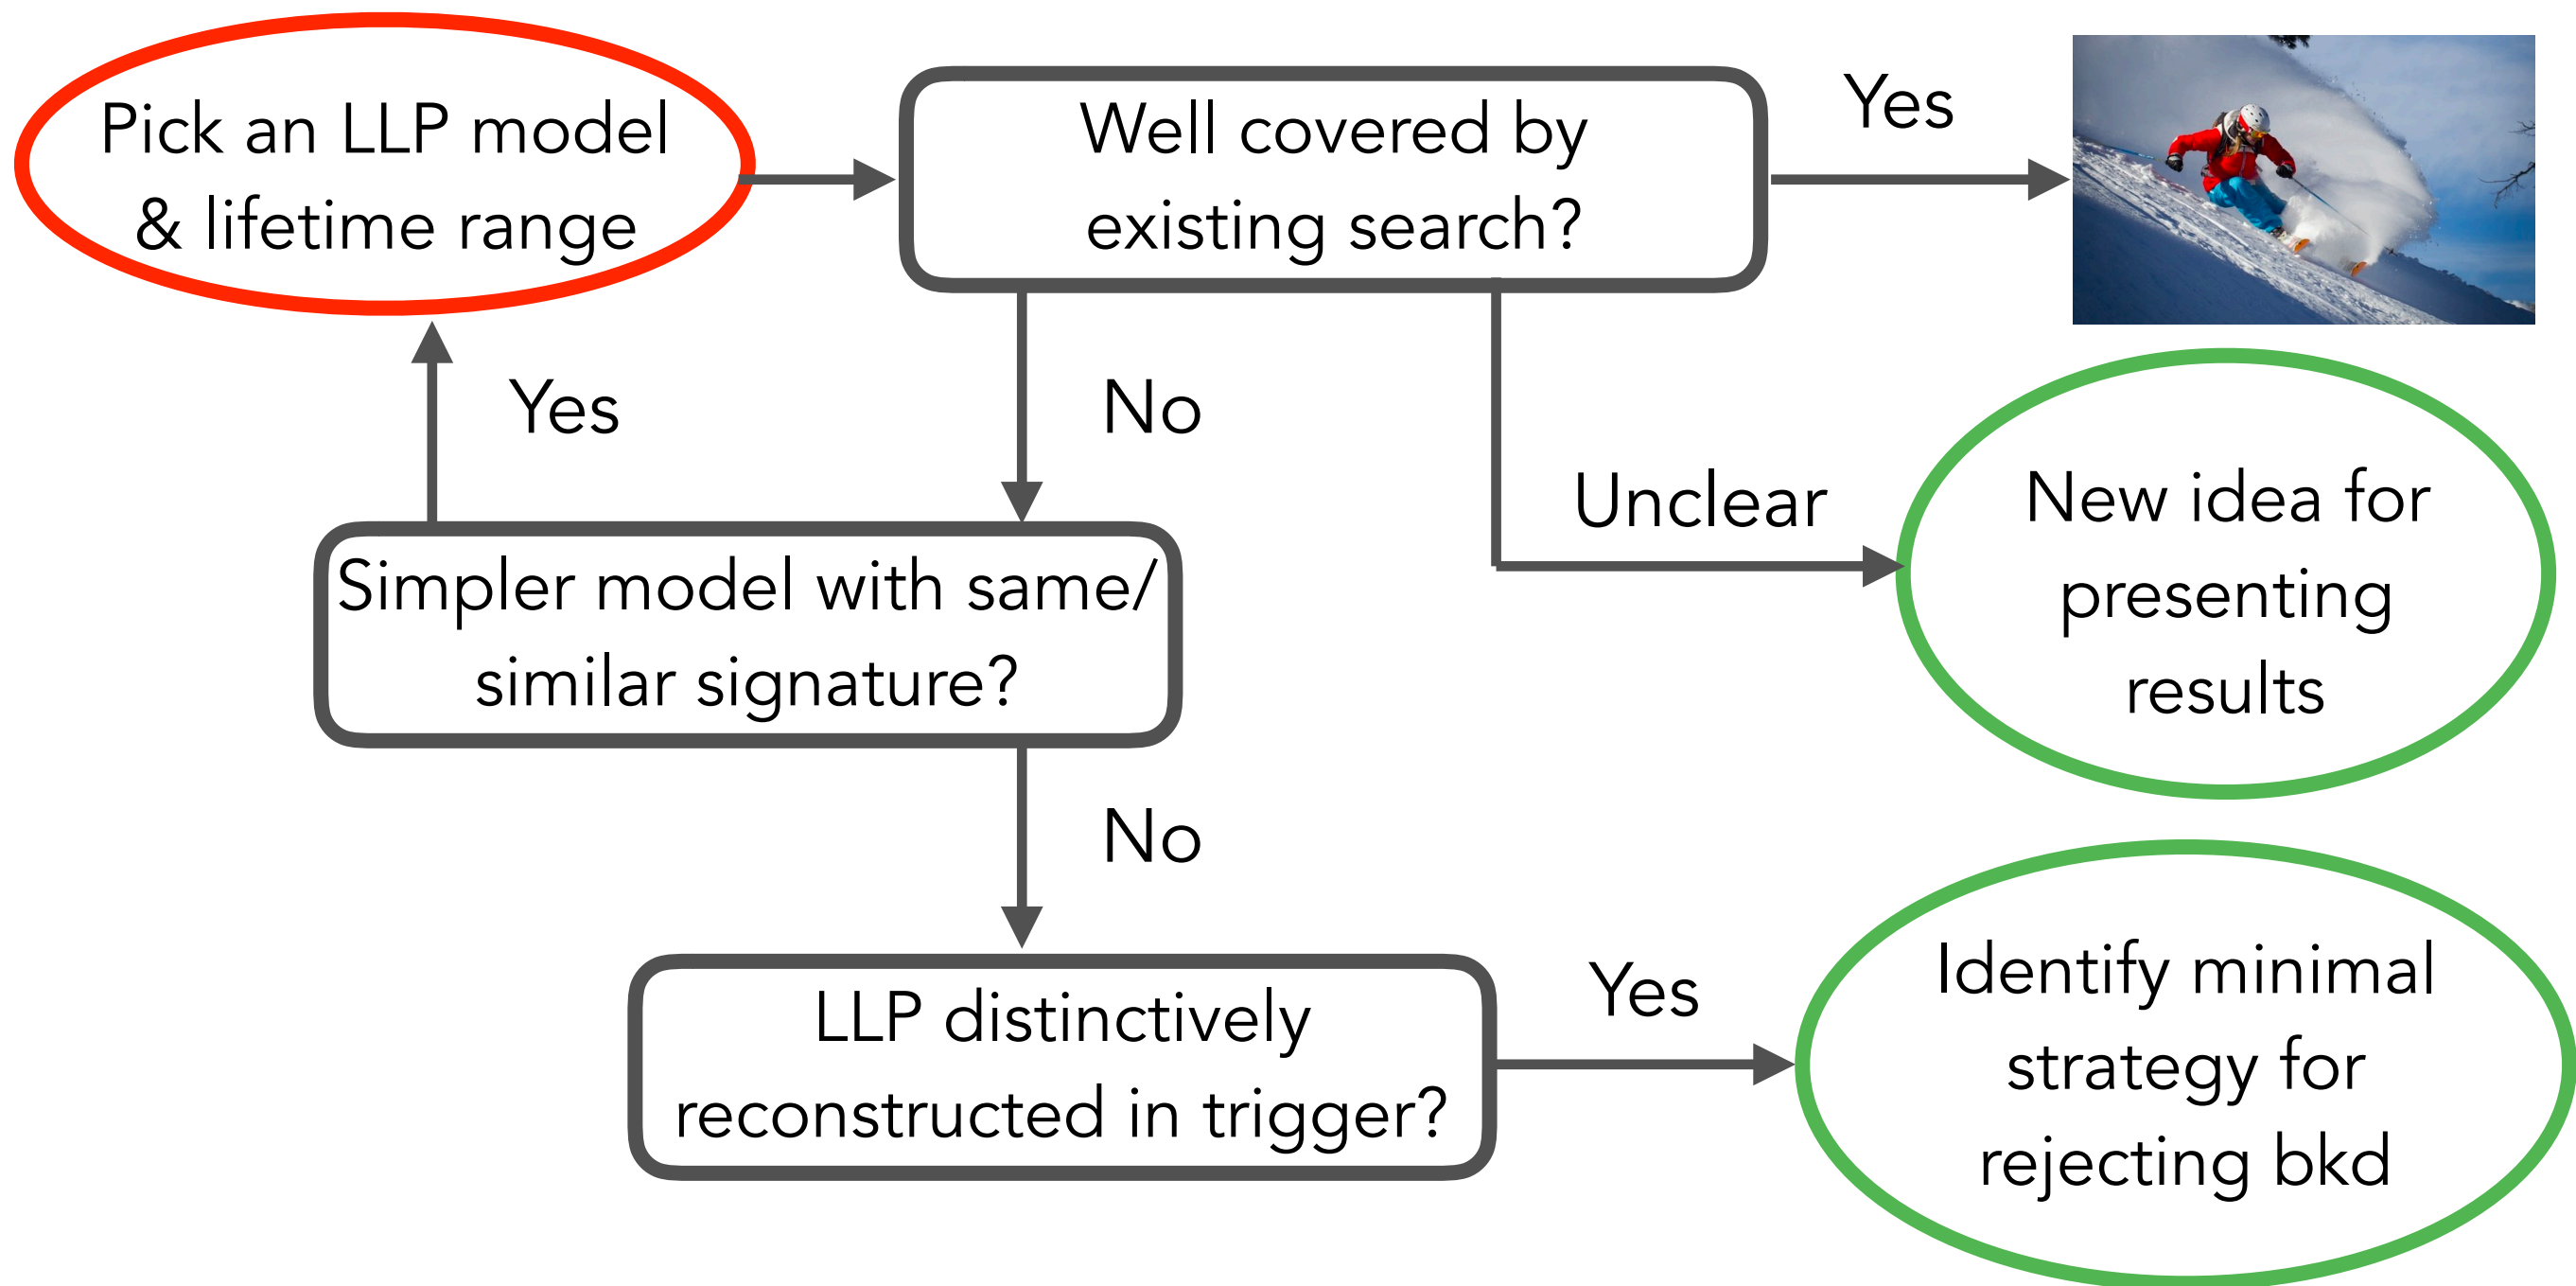 Pick an LLP model
& lifetime range
Well covered by
existing search?
Yes
Yes
No
Unclear
New idea for
presenting
results
Simpler model with same/
similar signature?
No
LLP distinctively
reconstructed in trigger?
Yes
Identify minimal
strategy for
rejecting bkd